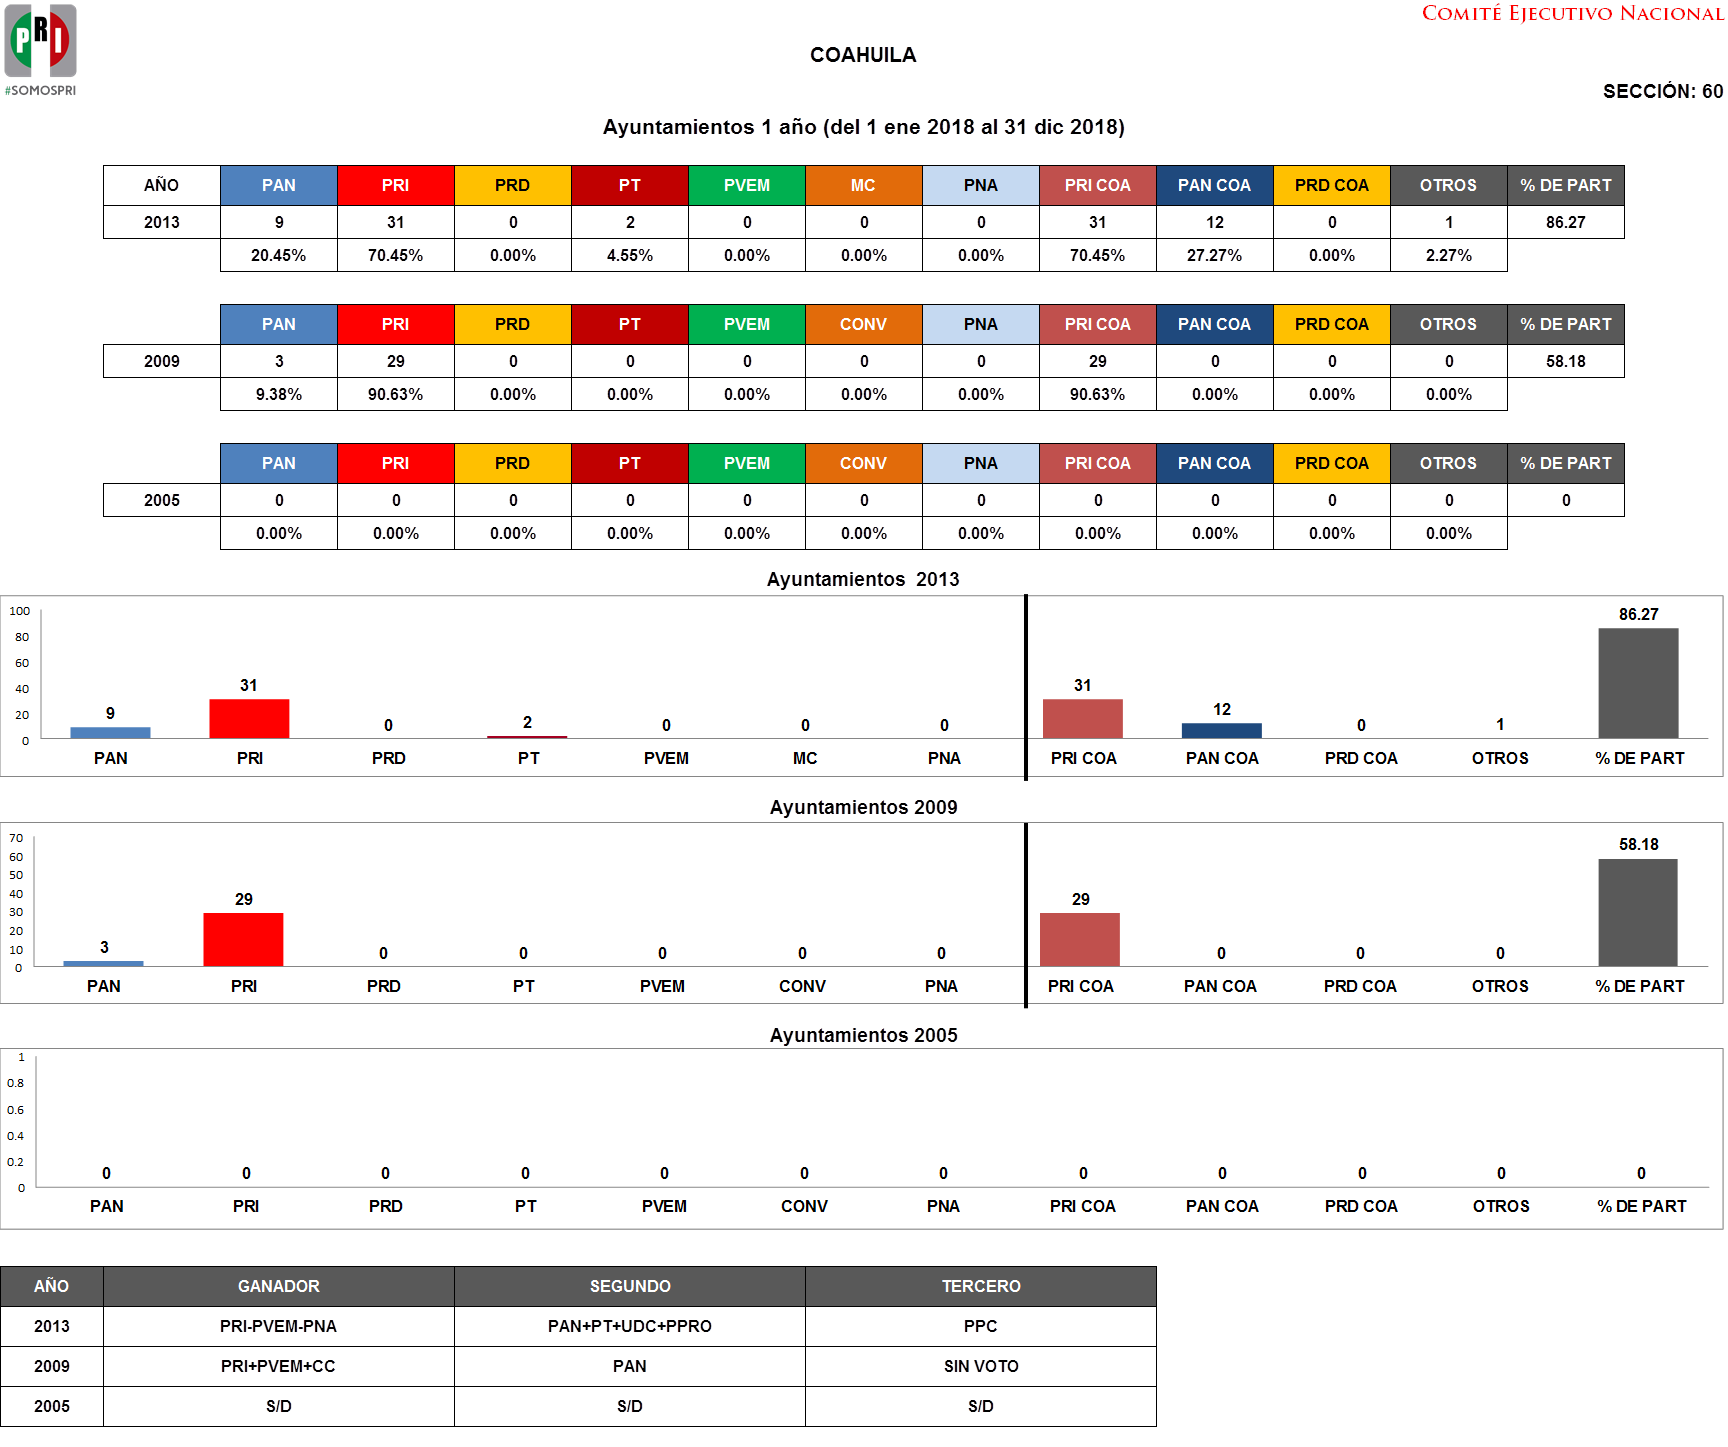 PRI
#SOMOSPRI
COMITÉ EJECUTIVO NACIONAL
COAHUILA
SECCIÓN: 60
Ayuntamientos 1 año (del 1 ene 2018 al 31 dic 2018)
AÑO PAN PRI PRD PT PVEM MC PNA PRI COA PAN COA PRD COA OTROS % DE PART
2013 9 31 0 2 0 0 0 31 12 0 1 86.27
20.45% 70.45% 0.00% 4.55% 0.00% 0.00% 0.00% 70.45% 27.27% 0.00% 2.27%
PAN PRI PRD PT PVEM CONV PNA PRI COA PAN COA PRD COA OTROS % DE PART
2009 3 29 0 0 0 0 0 29 0 0 0 58.18
9.38% 90.63% 0.00% 0.00% 0.00% 0.00% 0.00% 90.63% 0.00% 0.00% 0.00%
PAN PRI PRD PT PVEM CONV PNA PRI COA PAN COA PRD COA OTROS % DE PART
2005 0 0 0 0 0 0 0 0 0 0 0 0
0.00% 0.00% 0.00% 0.00% 0.00% 0.00% 0.00% 0.00% 0.00% 0.00% 0.00%
Ayuntamientos 2013
100
80
60
40
20
0
9 31 0 2 0 0 0 31 12 0 1 86.27
PAN PRI PRD PT PVEM MC PNA PRI COA PAN COA PRD COA OTROS % DE PART
Ayuntamientos 2009
70
60
50
40
30
20
10
0
3 29 0 0 0 0 0 29 0 0 0 58.18
PAN PRI PRD PT PVEM CONV PNA PRI COA PAN COA PRD COA OTROS % DE PART
Ayuntamientos 2005
1
0.8
0.6
0.4
0.2
0
0 0 0 0 0 0 0 0 0 0 0 0
PAN PRI PRD PT PVEM CONV PNA PRI COA PAN COA PRD COA OTROS % DE PART
AÑO GANADOR SEGUNDO TERCERO
2013 PRI-PVEM-PNA PAN+PT+UDC+PPRO PPC
2009 PRI+PVEM+CC PAN SIN VOTO
2005 S/D S/D S/D